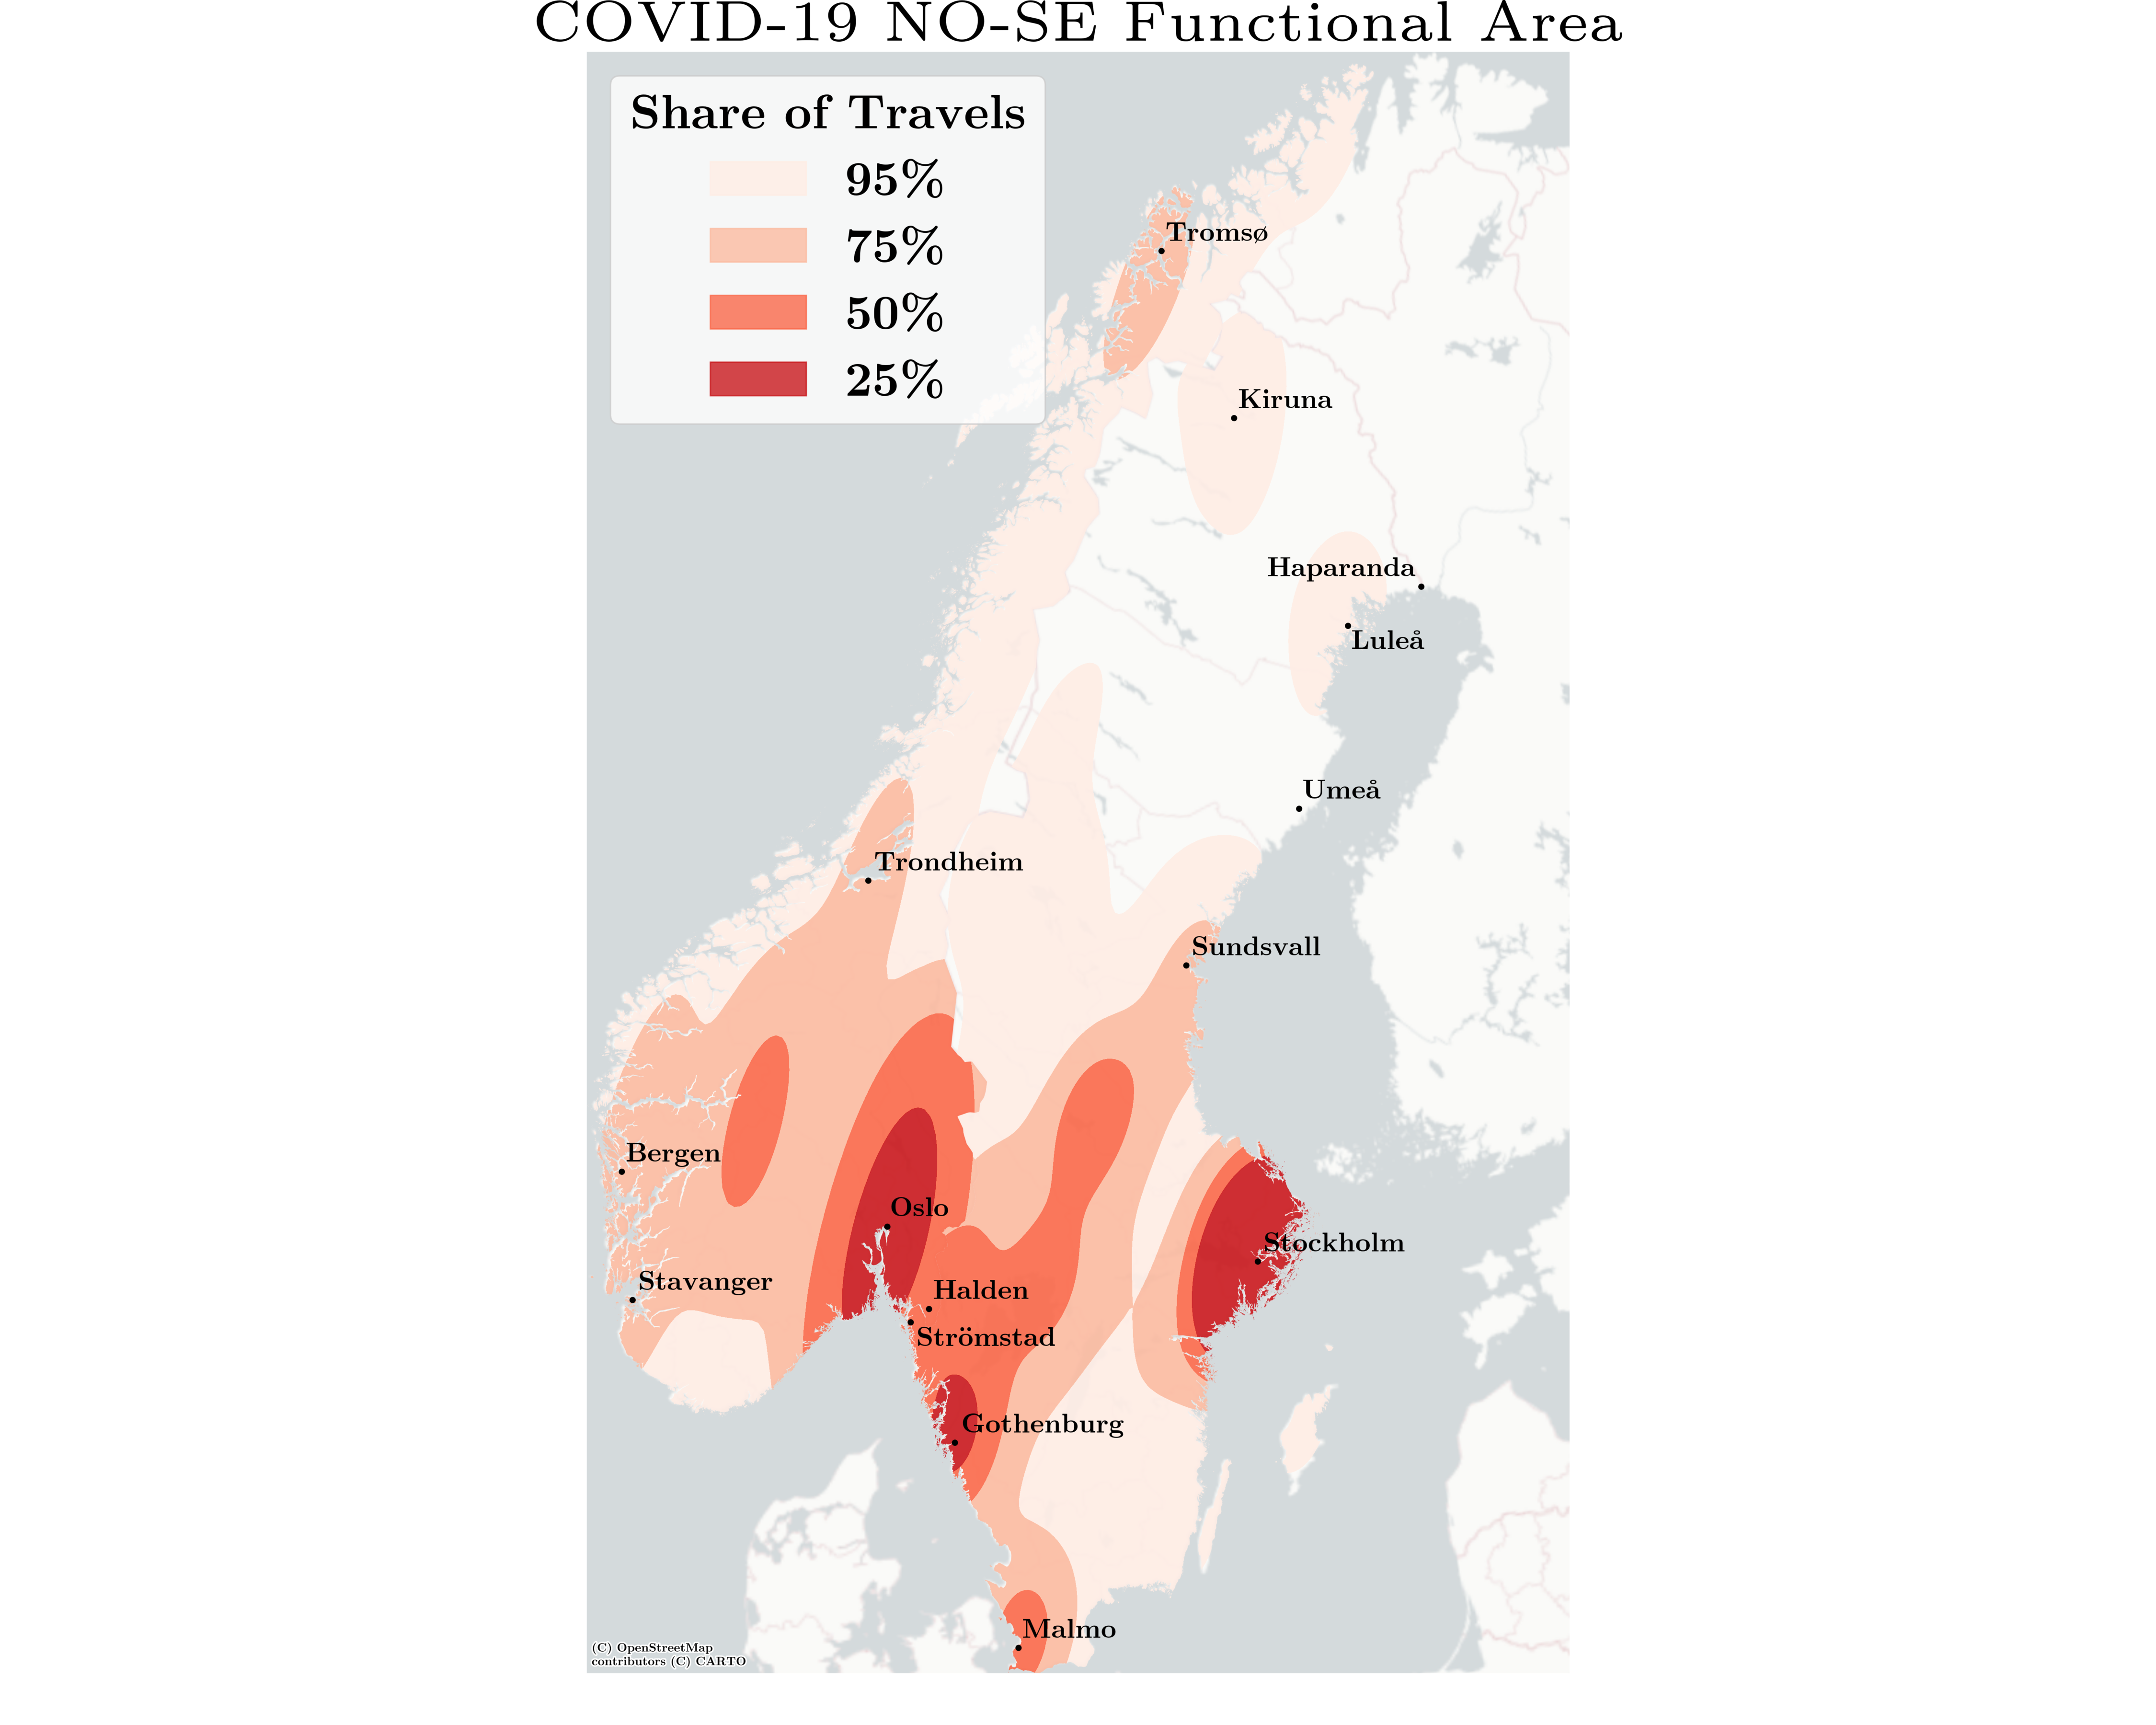 COVID-19 NO-SE Functional Area
Share of Travels
95%
75%
50%
25%
Tromsø
Kiruna
Haparanda
Luleå
Umeå
Trondheim
Sundsvall
Bergen
Oslo
Stockholm
Stavanger
Halden
Strömstad
Gothenburg
Malmo
(C) OpenStreetMap
contributors (C) CARTO